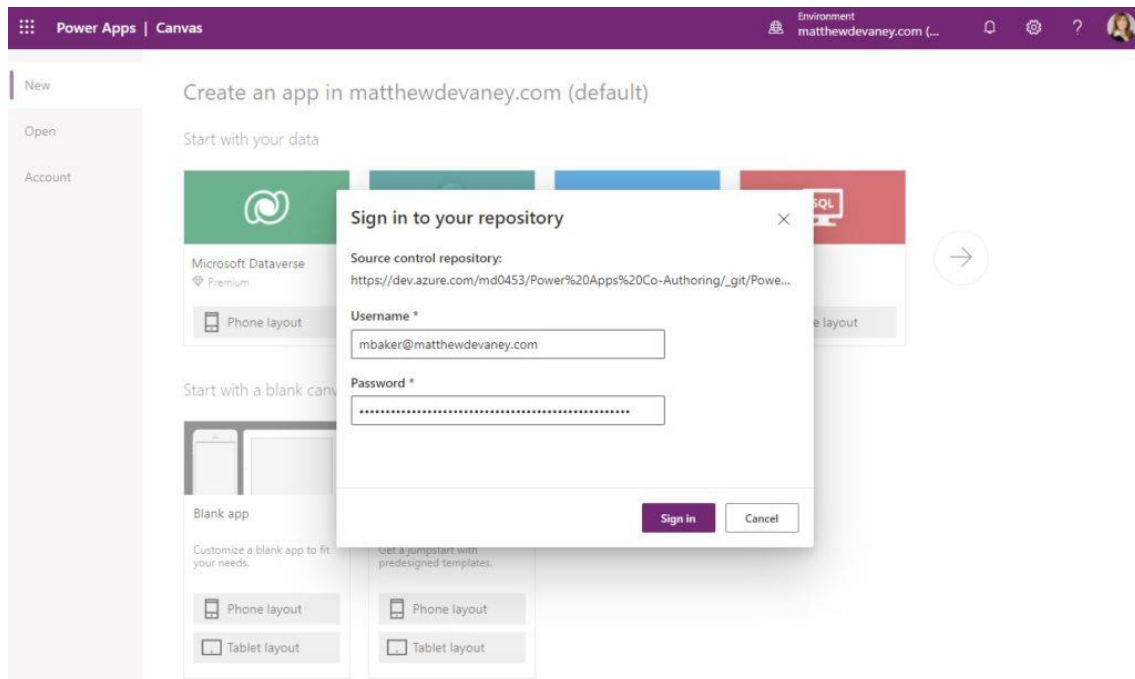 Power Apps | Canvas
Environment
matthewdevaney.com (...
?
New
Open
Account
Create an app in matthewdevaney.com (default)
Start with your data
SQL
Microsoft Dataverse
Premium
Phone layout
layout
Sign in to your repository
Source control repository:
https://dev.azure.com/md0453/Power%20Apps%20Co-Authoring/_git/Powe...
Username *
mbaker@matthewdevaney.com
Password *
Sign in
Cancel
Start with a blank
Blank app
Customize a blank app to fit
your needs.
Get a jumpstart with
predesigned templates.
Phone layout
Phone layout
Tablet layout
Tablet layout